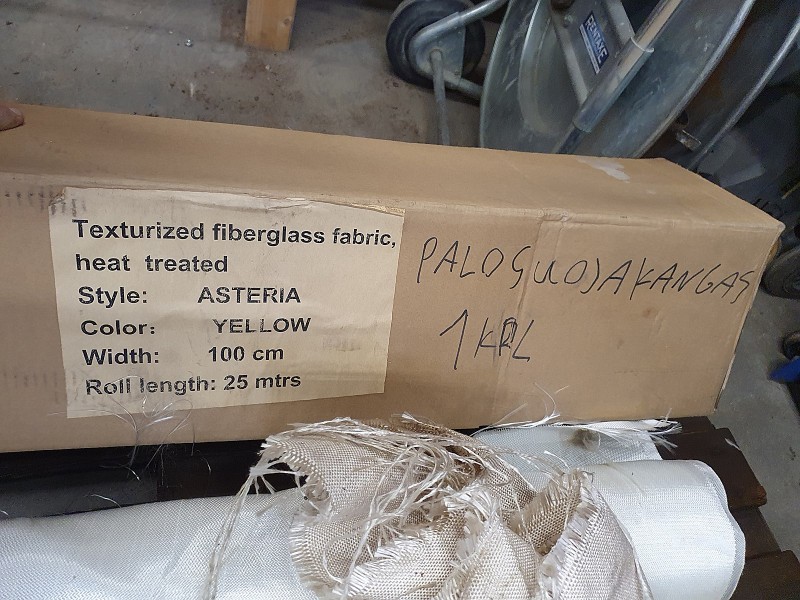 Texturized fiberglass fabric,
heat treated
Style: ASTERIA
Color: YELLOW
Width: 100 cm
Roll length: 25 mtrs
PALOSUOJAKANGAS
1 KPL